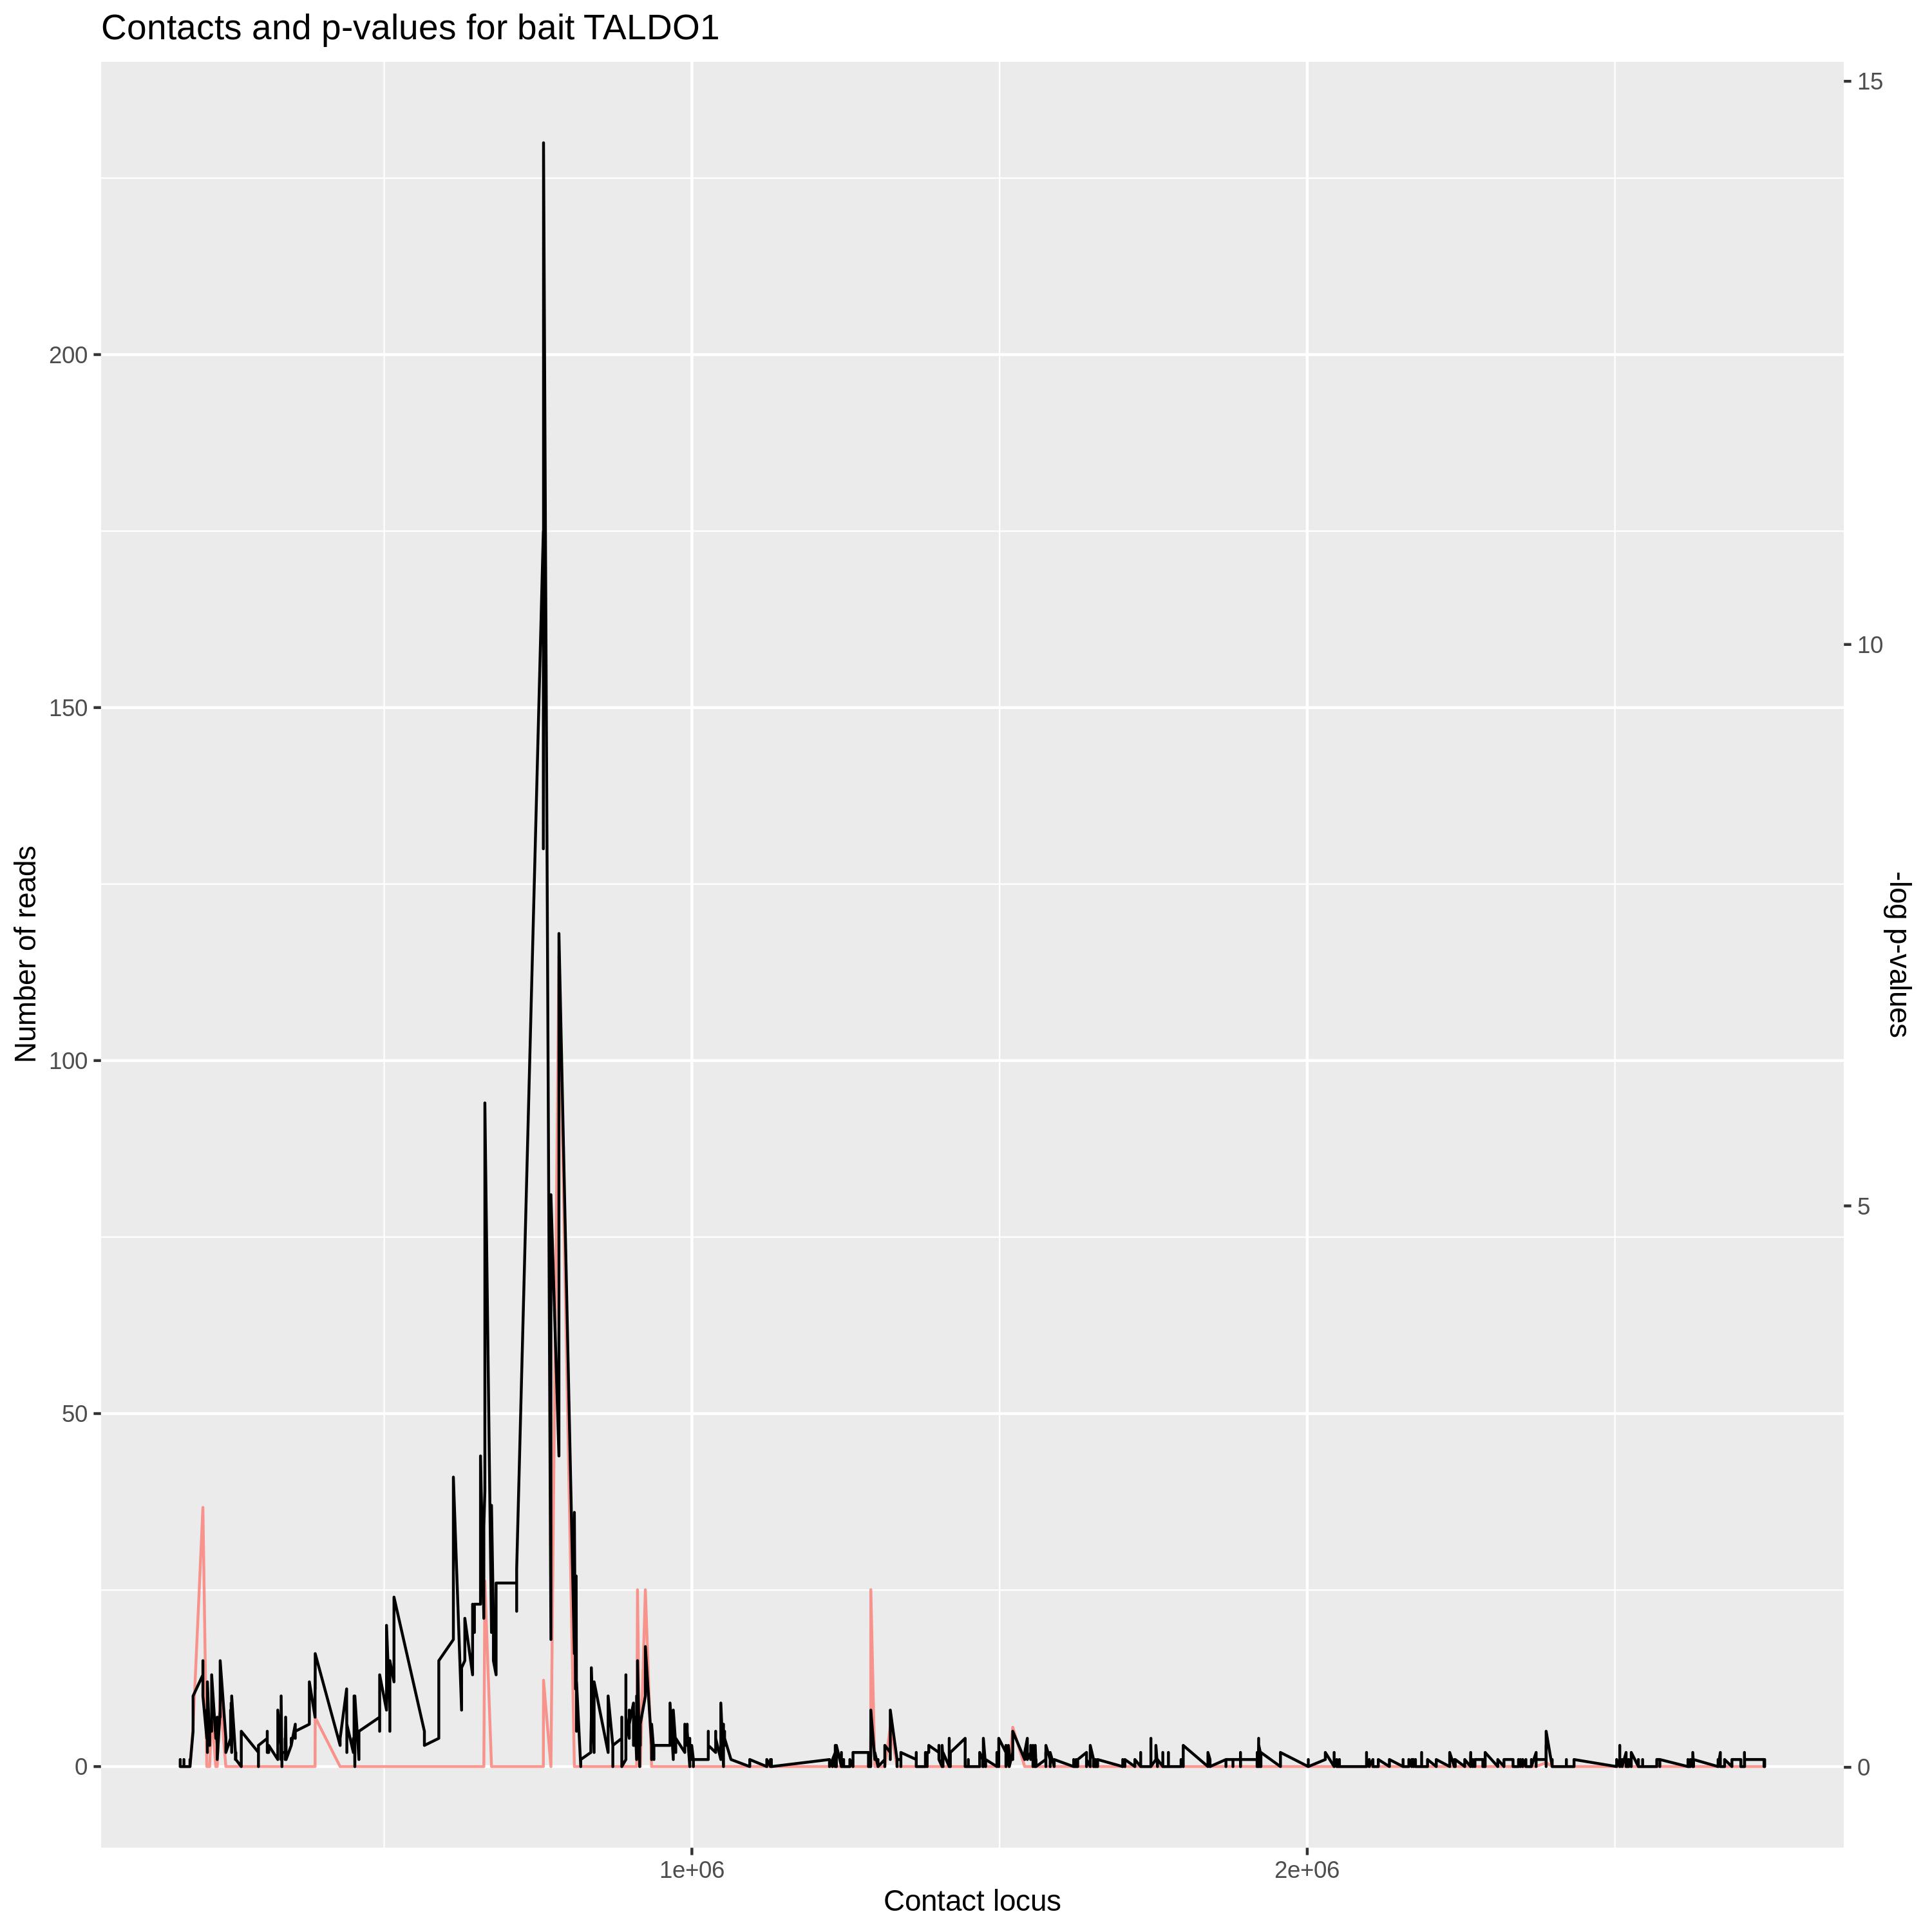 Contacts and p-values for bait TALDO1
Number of reads
200
150
100
50
0
15
10
5
0
-log p-values
1e+06
2e+06
Contact locus